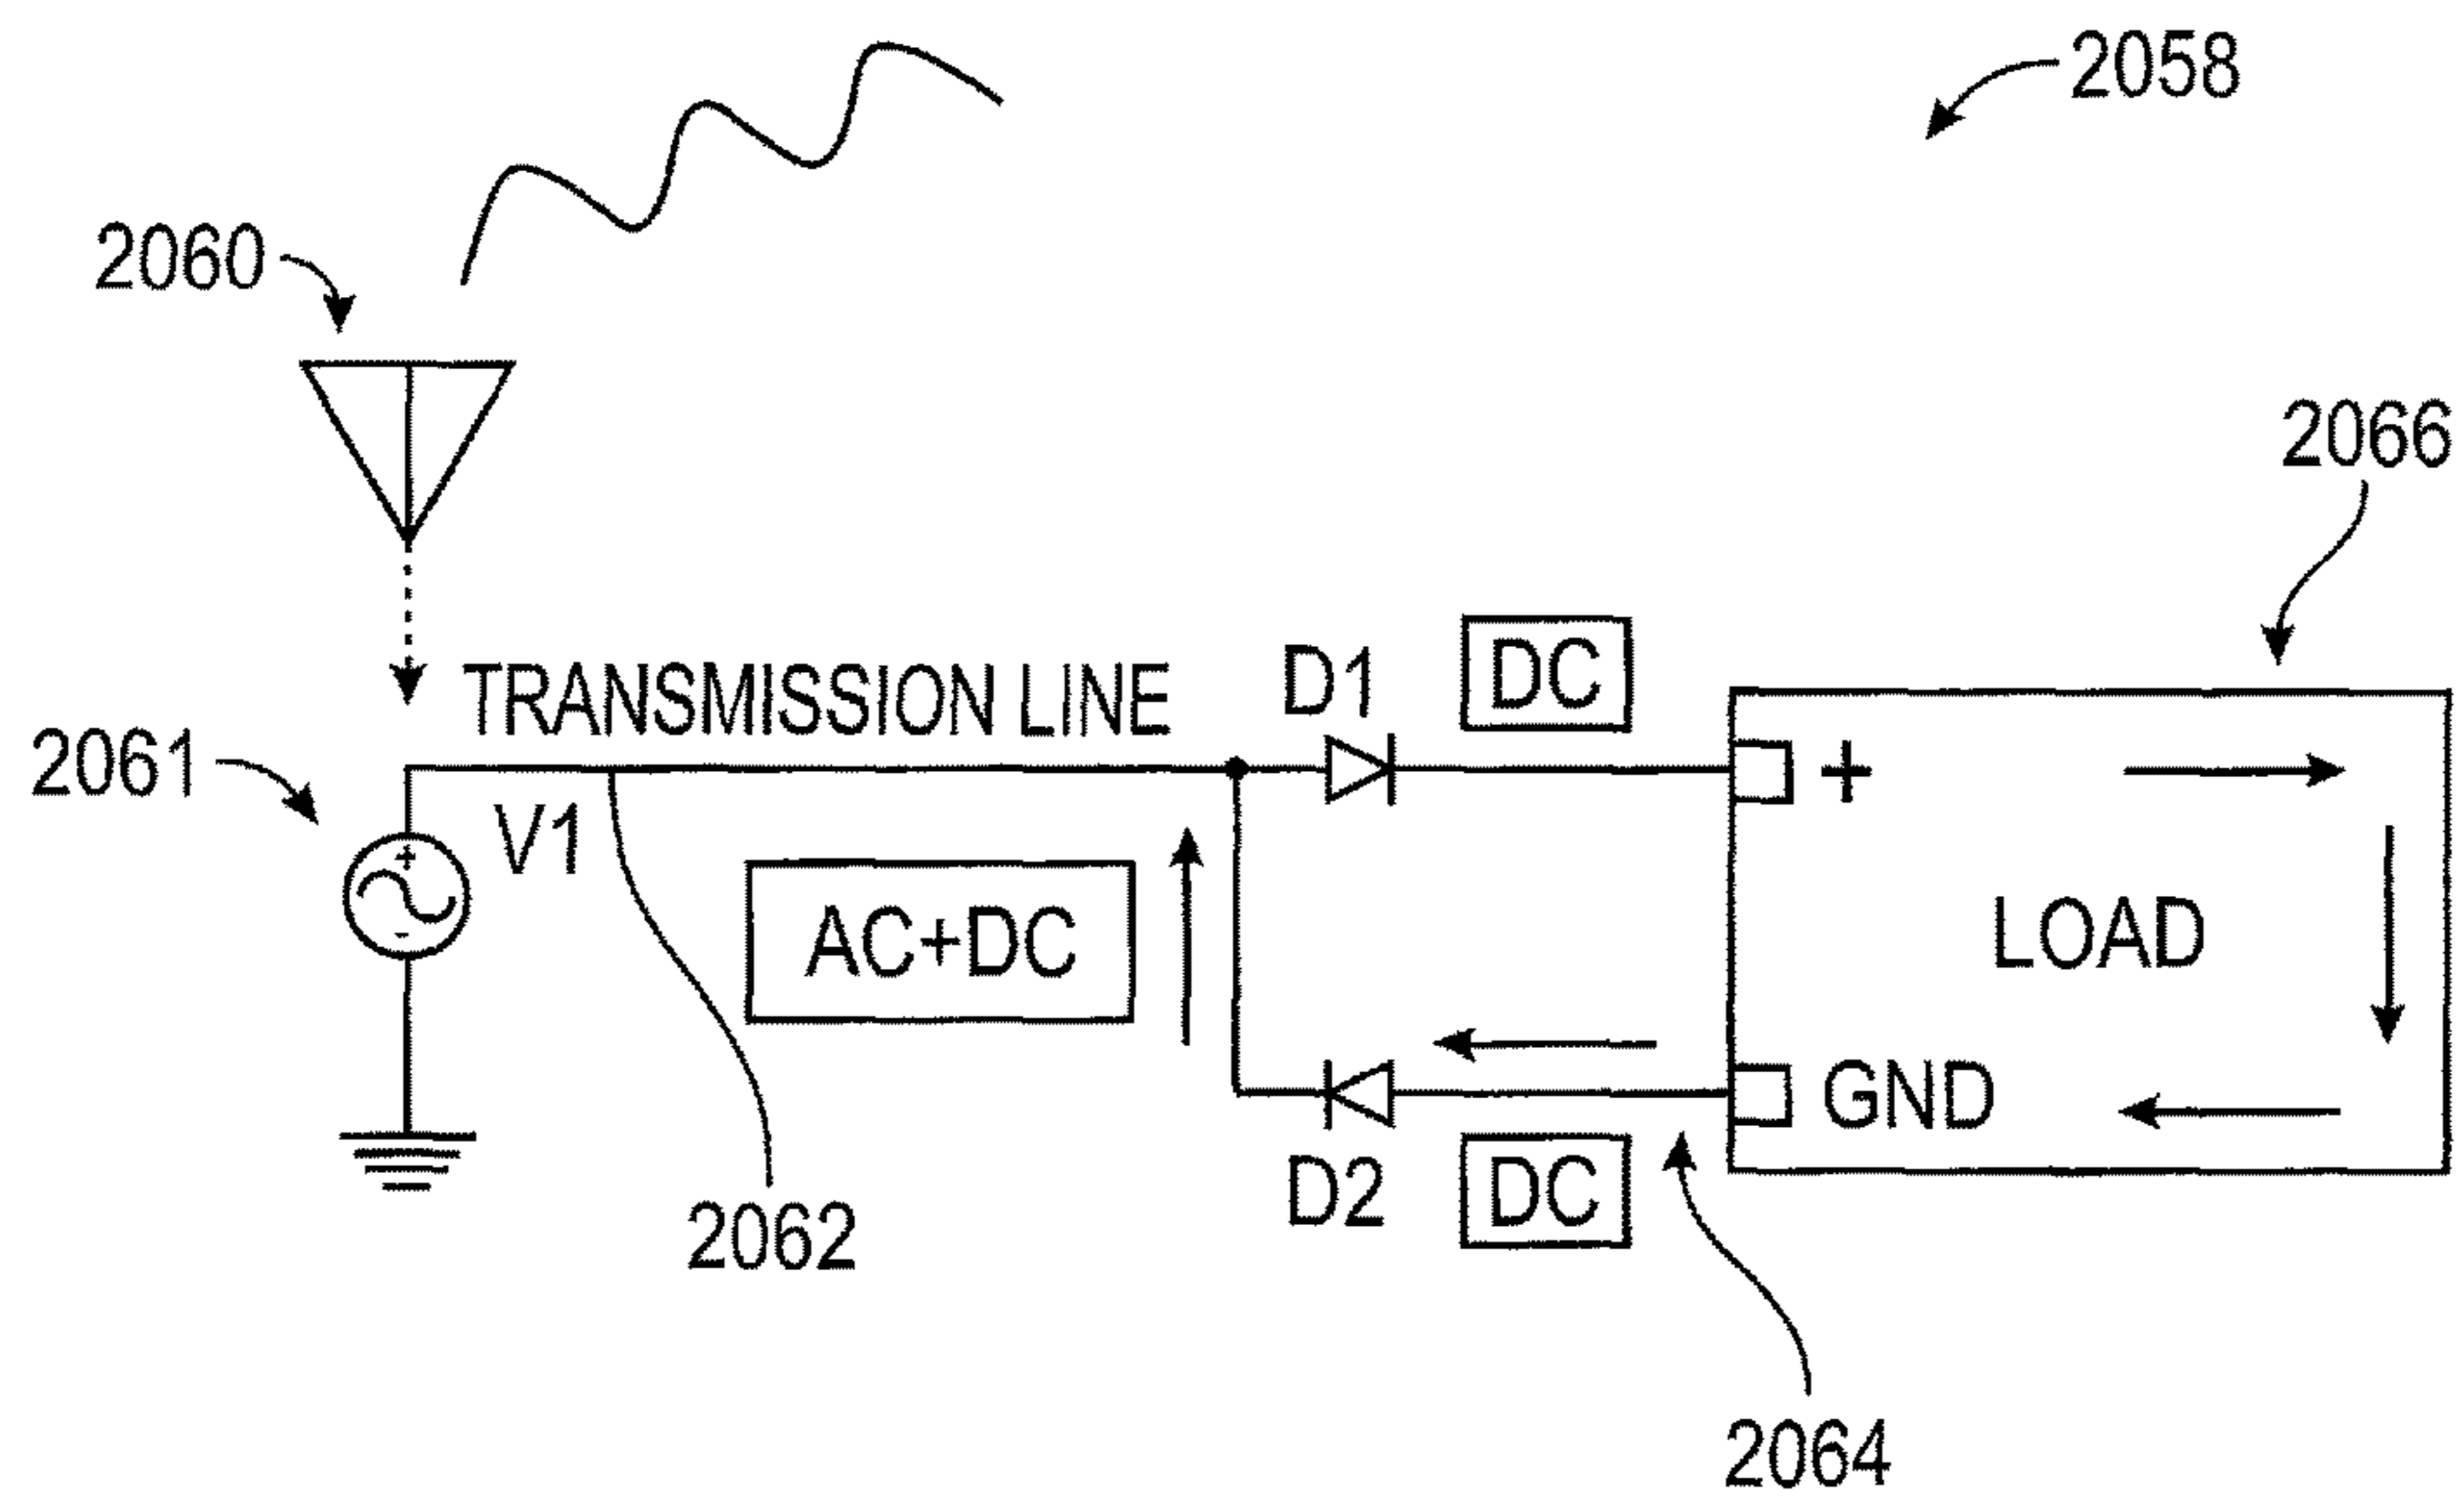 2058
2060
2066
2061
TRANSMISSION LINE
D1
DC
V1
+
-
+
AC+DC
LOAD
GND
D2
DC
2062
2064